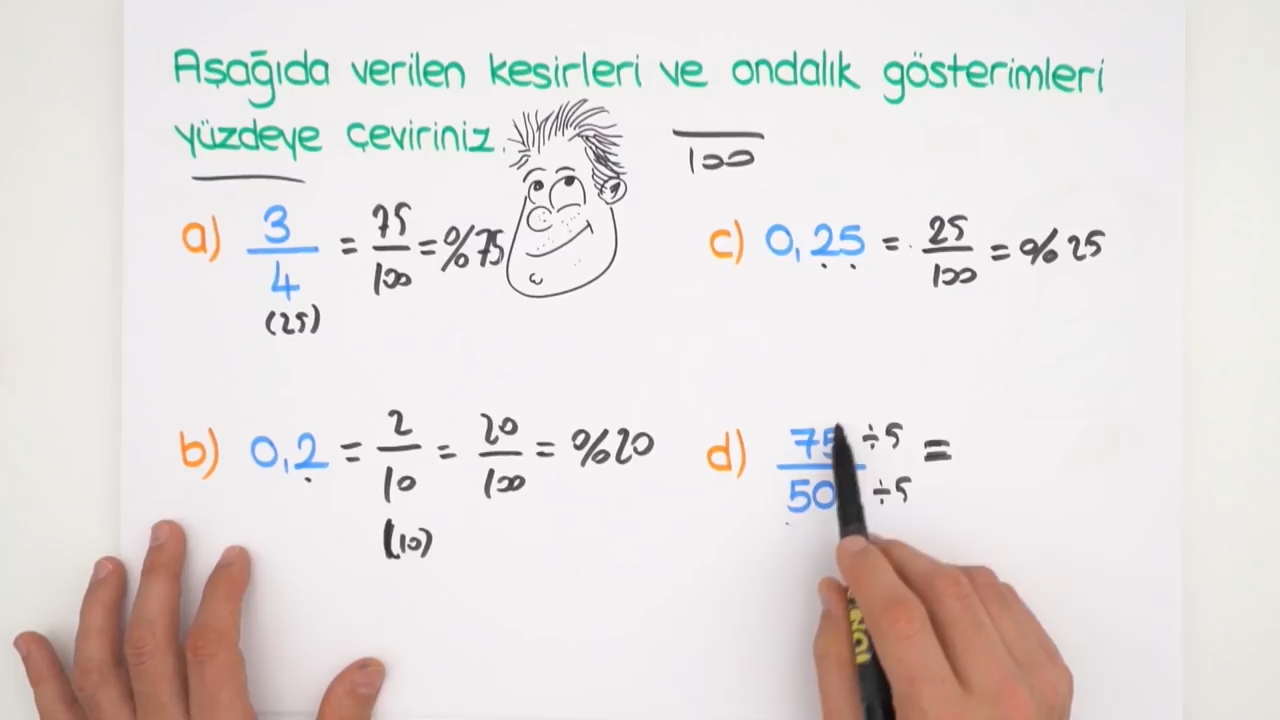 Aşağıda verilen kesirleri ve ondalık gösterimleri
yüzdeye çeviriniz.
100
a) 3/4 = 75/100 = %75
(25)
c) 0,25 = 25/100 = %25
b) 0,2 = 2/10 = 20/100 = %20
(10)
d) 75 ÷5 =
50 ÷5